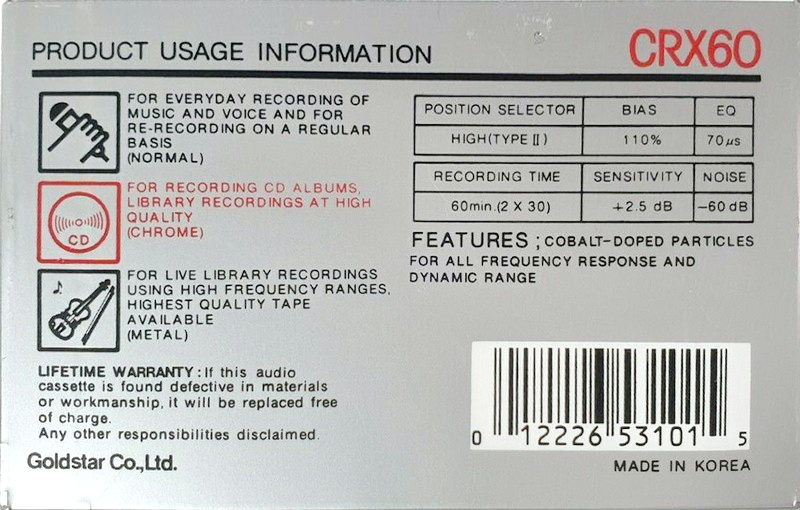 PRODUCT USAGE INFORMATION
CRX60
FOR EVERYDAY RECORDING OF
MUSIC AND VOICE AND FOR
RE-RECORDING ON A REGULAR
BASIS
(NORMAL)
FOR RECORDING CD ALBUMS,
LIBRARY RECORDINGS AT HIGH
QUALITY
(CHROME)
CD
FOR LIVE LIBRARY RECORDINGS
USING HIGH FREQUENCY RANGES,
HIGHEST QUALITY TAPE
AVAILABLE
(METAL)
LIFETIME WARRANTY : If this audio
cassette is found defective in materials
or workmanship, it will be replaced free
of charge.
Any other responsibilities disclaimed.
Goldstar Co.,Ltd.
POSITION SELECTOR BIAS EQ
HIGH(TYPE II) 110% 70μs
RECORDING TIME SENSITIVITY NOISE
60min.(2 X 30) +2.5 dB −60 dB
FEATURES ; COBALT-DOPED PARTICLES
FOR ALL FREQUENCY RESPONSE AND
DYNAMIC RANGE
0 12226 53101 5
MADE IN KOREA